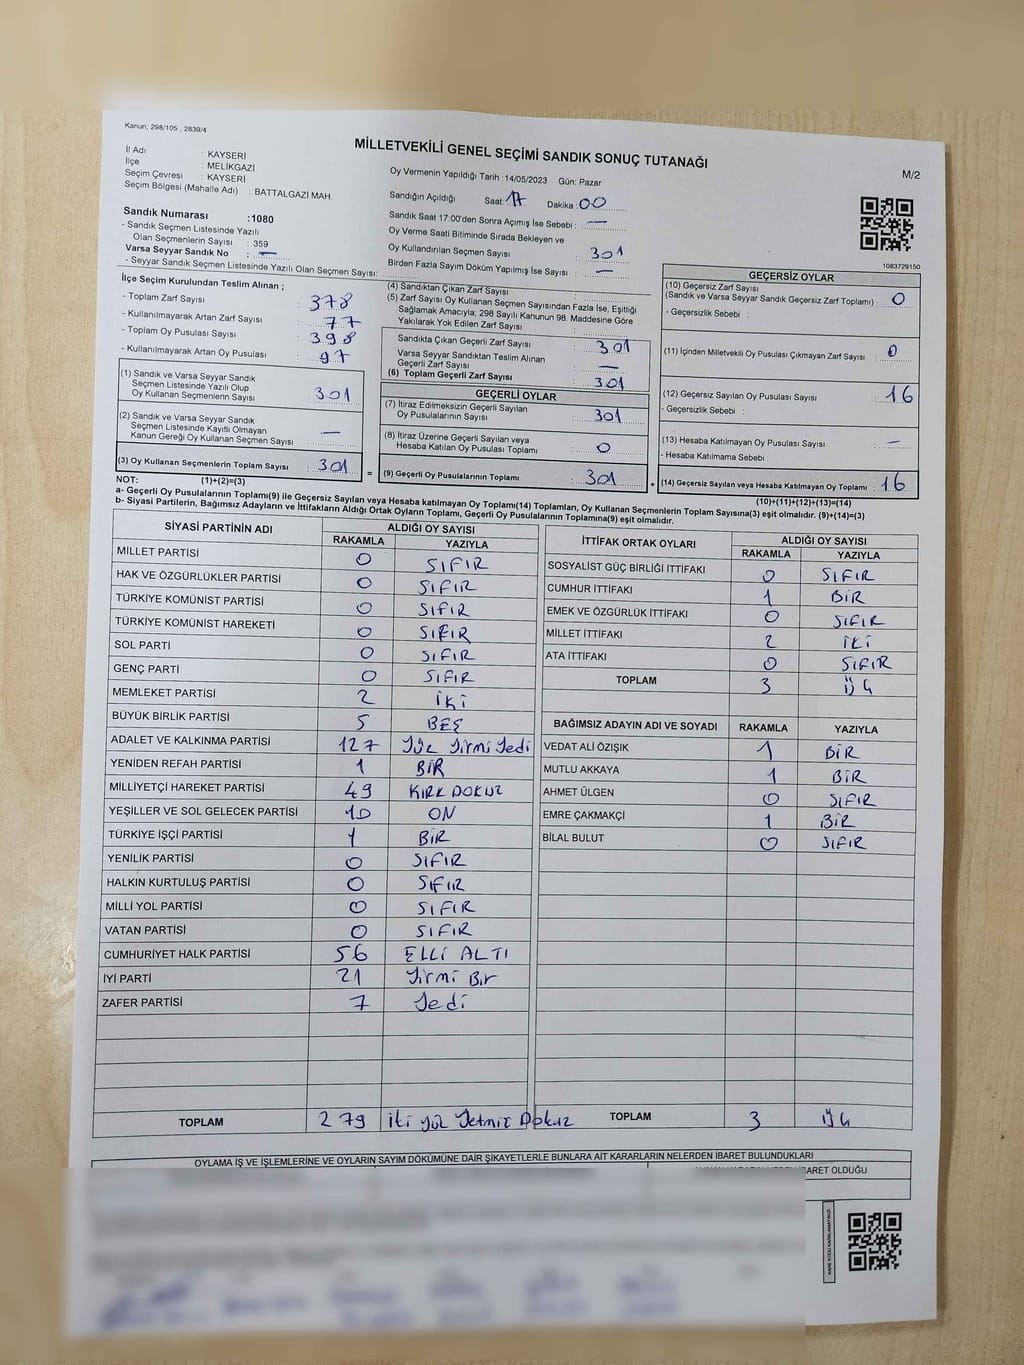 Kanun; 298/105 , 2839/4
MİLLETVEKİLİ GENEL SEÇİMİ SANDIK SONUÇ TUTANAĞI
M/2
İl Adı : KAYSERİ
İlçe : MELİKGAZİ
Seçim Çevresi : KAYSERİ
Seçim Bölgesi (Mahalle Adı) : BATTALGAZİ MAH.
Oy Vermenin Yapıldığı Tarih :14/05/2023 Gün: Pazar
Sandığın Açıldığı Saat: 17 Dakika : 00
Sandık Saat 17:00'den Sonra Açımış İse Sebebi : —
Oy Verme Saati Bitiminde Sırada Bekleyen ve
Oy Kullandırılan Seçmen Sayısı : 301
Birden Fazla Sayım Döküm Yapılmış İse Sayısı : —
Sandık Numarası :1080
- Sandık Seçmen Listesinde Yazılı
Olan Seçmenlerin Sayısı : 359
Varsa Seyyar Sandık No : —
- Seyyar Sandık Seçmen Listesinde Yazılı Olan Seçmen Sayısı:
1083729150
İlçe Seçim Kurulundan Teslim Alınan ;
- Toplam Zarf Sayısı : 378
- Kullanılmayarak Artan Zarf Sayısı : 77
- Toplam Oy Pusulası Sayısı : 398
- Kullanılmayarak Artan Oy Pusulası : 97
(1) Sandık ve Varsa Seyyar Sandık
Seçmen Listesinde Yazılı Olup
Oy Kullanan Seçmenlerin Sayısı : 301
(2) Sandık ve Varsa Seyyar Sandık
Seçmen Listesinde Kayıtlı Olmayan
Kanun Gereği Oy Kullanan Seçmen Sayısı : —
(3) Oy Kullanan Seçmenlerin Toplam Sayısı : 301
(4) Sandıktan Çıkan Zarf Sayısı
(5) Zarf Sayısı Oy Kullanan Seçmen Sayısından Fazla İse, Eşitliği
Sağlamak Amacıyla; 298 Sayılı Kanunun 98. Maddesine Göre
Yakılarak Yok Edilen Zarf Sayısı :
Sandıkta Çıkan Geçerli Zarf Sayısı : 301
Varsa Seyyar Sandıktan Teslim Alınan
Geçerli Zarf Sayısı : —
(6) Toplam Geçerli Zarf Sayısı : 301
GEÇERLİ OYLAR
(7) İtiraz Edilmeksizin Geçerli Sayılan
Oy Pusulalarının Sayısı : 301
(8) İtiraz Üzerine Geçerli Sayılan veya
Hesaba Katılan Oy Pusulaları Toplamı : 0
= (9) Geçerli Oy Pusulalarının Toplamı : 301
GEÇERSİZ OYLAR
(10) Geçersiz Zarf Sayısı
(Sandık ve Varsa Seyyar Sandık Geçersiz Zarf Toplamı) : 0
- Geçersizlik Sebebi :
(11) İçinden Milletvekili Oy Pusulası Çıkmayan Zarf Sayısı : 0
(12) Geçersiz Sayılan Oy Pusulası Sayısı : 16
- Geçersizlik Sebebi :
(13) Hesaba Katılmayan Oy Pusulası Sayısı : —
- Hesaba Katılmama Sebebi
+ (14) Geçersiz Sayılan veya Hesaba Katılmayan Oy Toplamı : 16
NOT: (1)+(2)=(3) (10)+(11)+(12)+(13)=(14)
a- Geçerli Oy Pusulalarının Toplamı(9) ile Geçersiz Sayılan veya Hesaba katılmayan Oy Toplamı(14) Toplamları, Oy Kullanan Seçmenlerin Toplam Sayısına(3) eşit olmalıdır. (9)+(14)=(3)
b- Siyasi Partilerin, Bağımsız Adayların ve İttifakların Aldığı Ortak Oyların Toplamı, Geçerli Oy Pusulalarının Toplamına(9) eşit olmalıdır.
SİYASİ PARTİNİN ADI ALDIĞI OY SAYISI
RAKAMLA YAZIYLA
MİLLET PARTİSİ 0 SIFIR
HAK VE ÖZGÜRLÜKLER PARTİSİ 0 SIFIR
TÜRKİYE KOMÜNİST PARTİSİ 0 SIFIR
TÜRKİYE KOMÜNİST HAREKETİ 0 SIFIR
SOL PARTİ 0 SIFIR
GENÇ PARTİ 0 SIFIR
MEMLEKET PARTİSİ 2 İKİ
BÜYÜK BİRLİK PARTİSİ 5 BEŞ
ADALET VE KALKINMA PARTİSİ 127 Yüz Yirmi Yedi
YENİDEN REFAH PARTİSİ 1 BİR
MİLLİYETÇİ HAREKET PARTİSİ 49 KIRK DOKUZ
YEŞİLLER VE SOL GELECEK PARTİSİ 10 ON
TÜRKİYE İŞÇİ PARTİSİ 1 BİR
YENİLİK PARTİSİ 0 SIFIR
HALKIN KURTULUŞ PARTİSİ 0 SIFIR
MİLLİ YOL PARTİSİ 0 SIFIR
VATAN PARTİSİ 0 SIFIR
CUMHURİYET HALK PARTİSİ 56 ELLİ ALTI
İYİ PARTİ 21 Yirmi Bir
ZAFER PARTİSİ 7 Yedi
TOPLAM 279 İki Yüz Yetmiş Dokuz
İTTİFAK ORTAK OYLARI ALDIĞI OY SAYISI
RAKAMLA YAZIYLA
SOSYALİST GÜÇ BİRLİĞİ İTTİFAKI 0 SIFIR
CUMHUR İTTİFAKI 1 BİR
EMEK VE ÖZGÜRLÜK İTTİFAKI 0 SIFIR
MİLLET İTTİFAKI 2 İKİ
ATA İTTİFAKI 0 SIFIR
TOPLAM 3 ÜÇ
BAĞIMSIZ ADAYIN ADI VE SOYADI RAKAMLA YAZIYLA
VEDAT ALİ ÖZIŞIK 1 BİR
MUTLU AKKAYA 1 BİR
AHMET ÜLGEN 0 SIFIR
EMRE ÇAKMAKÇİ 1 BİR
BİLAL BULUT 0 SIFIR
TOPLAM 3 ÜÇ
OYLAMA İŞ VE İŞLEMLERİNE VE OYLARIN SAYIM DÖKÜMÜNE DAİR ŞİKAYETLERLE BUNLARA AİT KARARLARIN NELERDEN İBARET BULUNDUKLARI
İBARET OLDUĞU